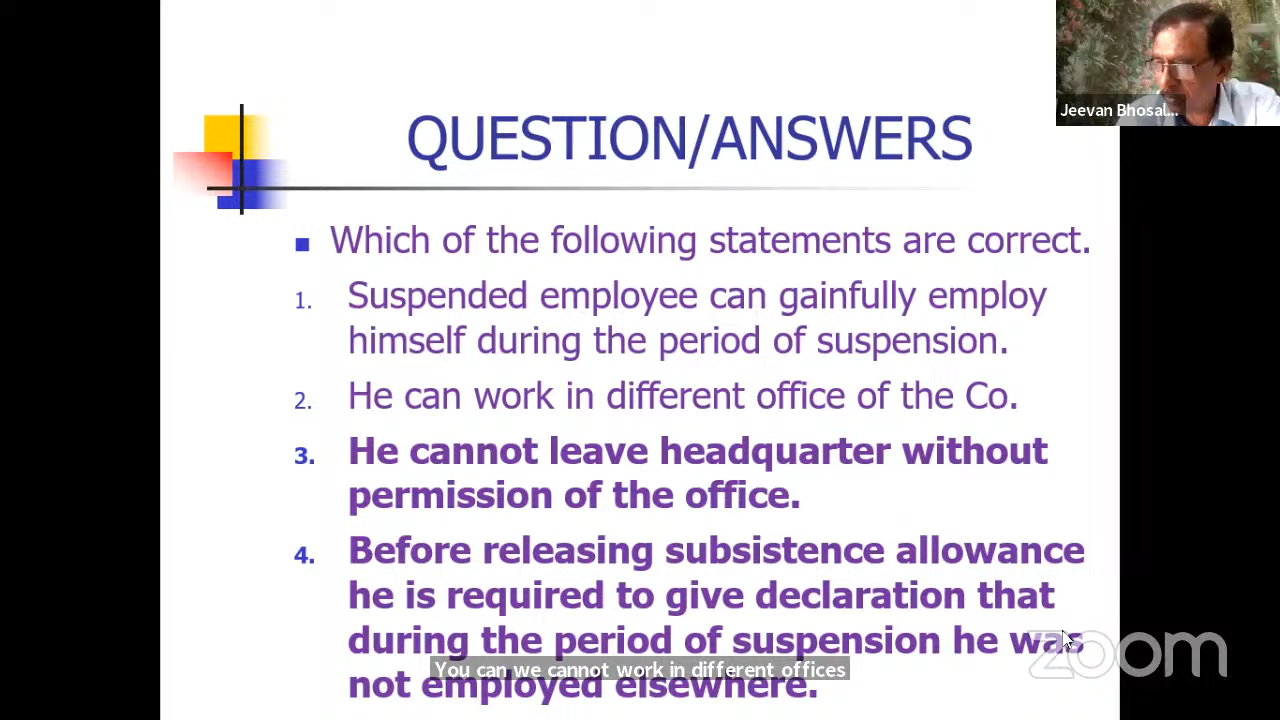 Jeevan Bhosal...
QUESTION/ANSWERS
Which of the following statements are correct.
1. Suspended employee can gainfully employ
himself during the period of suspension.
2. He can work in different office of the Co.
3. He cannot leave headquarter without
permission of the office.
4. Before releasing subsistence allowance
he is required to give declaration that
during the period of suspension he was
not employed elsewhere.
You can we cannot work in different offices
zoom